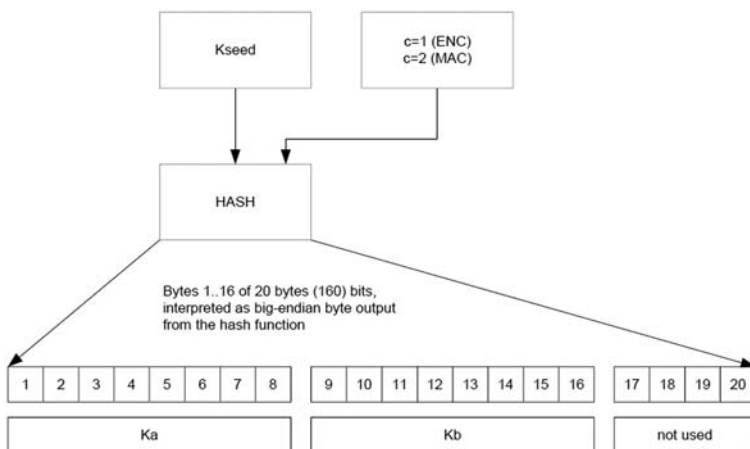 Kseed
c=1 (ENC)
c=2 (MAC)
HASH
Bytes 1..16 of 20 bytes (160) bits,
interpreted as big-endian byte output
from the hash function
1 2 3 4 5 6 7 8 9 10 11 12 13 14 15 16 17 18 19 20
Ka Kb not used